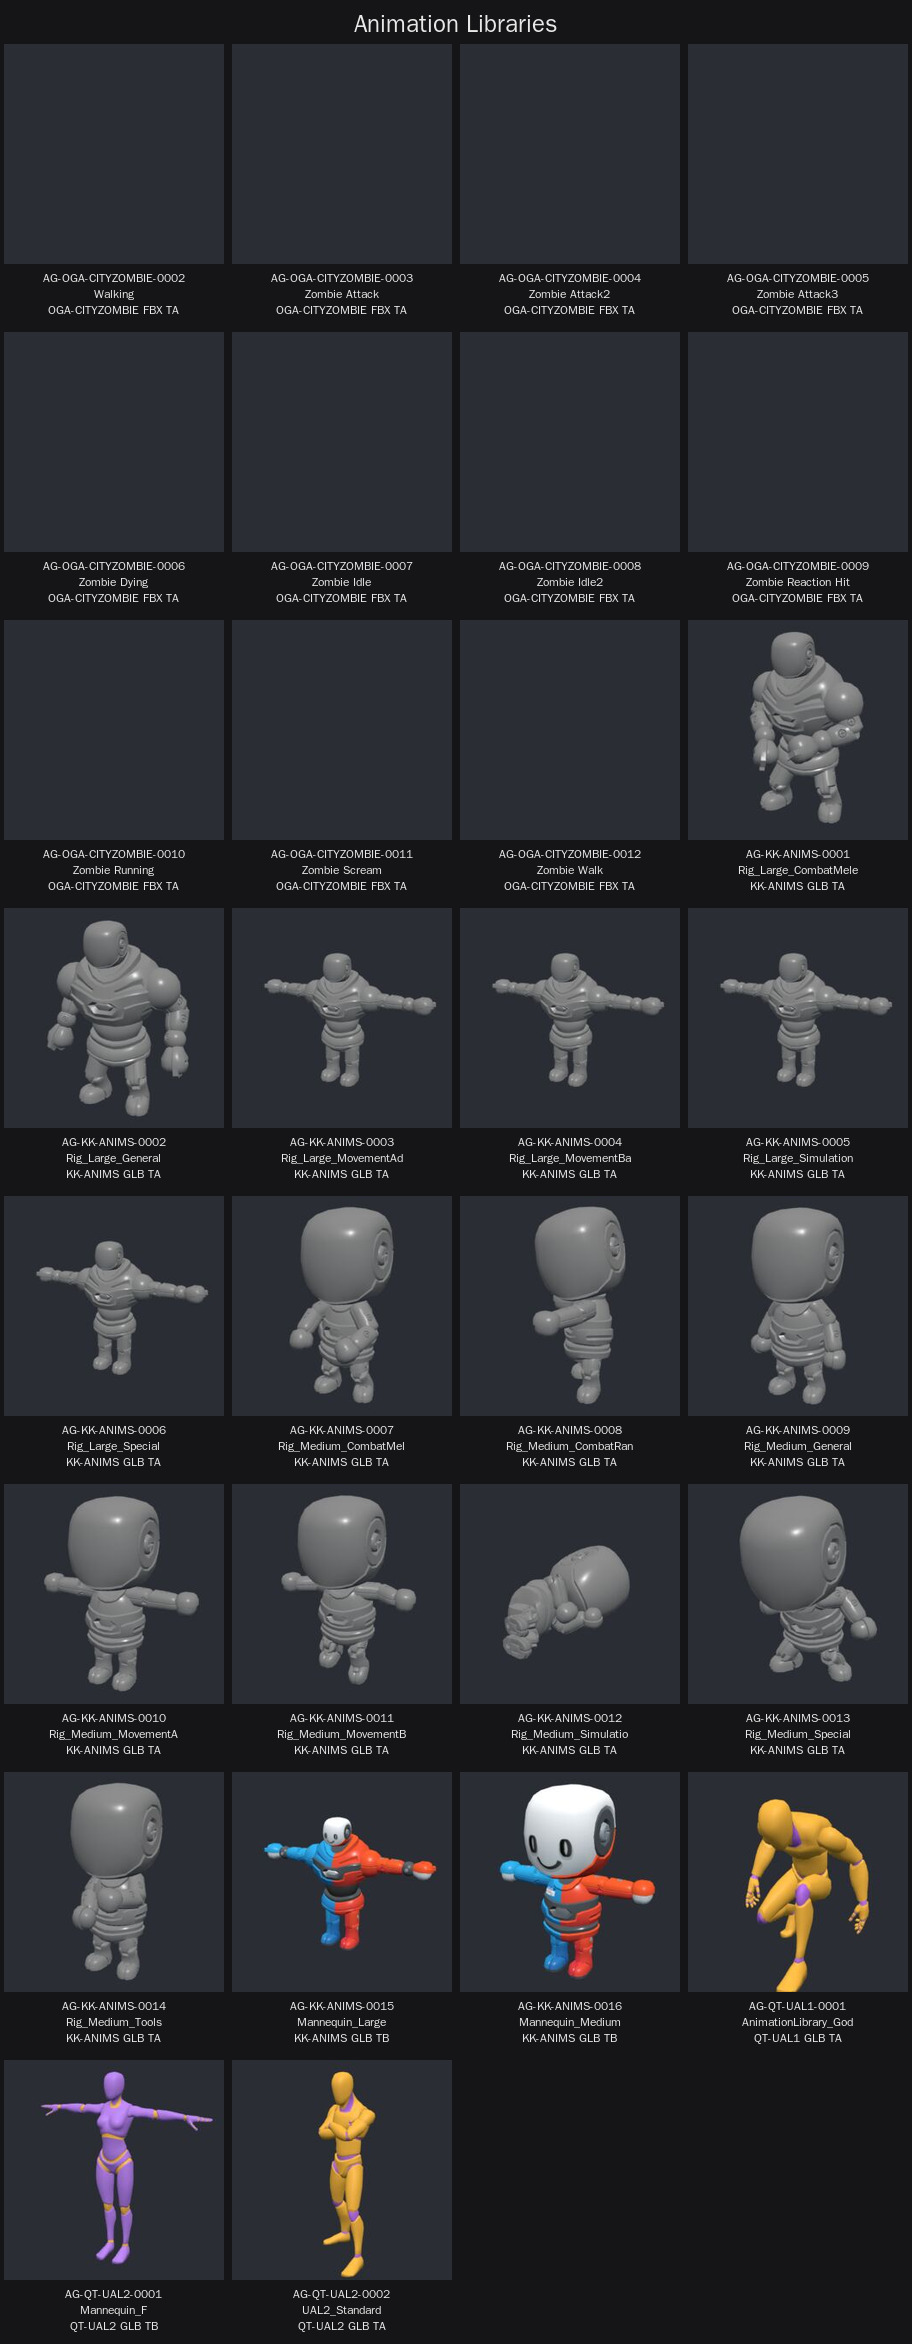 Animation Libraries
AG-OGA-CITYZOMBIE-0002
Walking
OGA-CITYZOMBIE FBX TA
AG-OGA-CITYZOMBIE-0003
Zombie Attack
OGA-CITYZOMBIE FBX TA
AG-OGA-CITYZOMBIE-0004
Zombie Attack2
OGA-CITYZOMBIE FBX TA
AG-OGA-CITYZOMBIE-0005
Zombie Attack3
OGA-CITYZOMBIE FBX TA
AG-OGA-CITYZOMBIE-0006
Zombie Dying
OGA-CITYZOMBIE FBX TA
AG-OGA-CITYZOMBIE-0007
Zombie Idle
OGA-CITYZOMBIE FBX TA
AG-OGA-CITYZOMBIE-0008
Zombie Idle2
OGA-CITYZOMBIE FBX TA
AG-OGA-CITYZOMBIE-0009
Zombie Reaction Hit
OGA-CITYZOMBIE FBX TA
AG-OGA-CITYZOMBIE-0010
Zombie Running
OGA-CITYZOMBIE FBX TA
AG-OGA-CITYZOMBIE-0011
Zombie Scream
OGA-CITYZOMBIE FBX TA
AG-OGA-CITYZOMBIE-0012
Zombie Walk
OGA-CITYZOMBIE FBX TA
AG-KK-ANIMS-0001
Rig_Large_CombatMele
KK-ANIMS GLB TA
AG-KK-ANIMS-0002
Rig_Large_General
KK-ANIMS GLB TA
AG-KK-ANIMS-0003
Rig_Large_MovementAd
KK-ANIMS GLB TA
AG-KK-ANIMS-0004
Rig_Large_MovementBa
KK-ANIMS GLB TA
AG-KK-ANIMS-0005
Rig_Large_Simulation
KK-ANIMS GLB TA
AG-KK-ANIMS-0006
Rig_Large_Special
KK-ANIMS GLB TA
AG-KK-ANIMS-0007
Rig_Medium_CombatMel
KK-ANIMS GLB TA
AG-KK-ANIMS-0008
Rig_Medium_CombatRan
KK-ANIMS GLB TA
AG-KK-ANIMS-0009
Rig_Medium_General
KK-ANIMS GLB TA
AG-KK-ANIMS-0010
Rig_Medium_MovementA
KK-ANIMS GLB TA
AG-KK-ANIMS-0011
Rig_Medium_MovementB
KK-ANIMS GLB TA
AG-KK-ANIMS-0012
Rig_Medium_Simulatio
KK-ANIMS GLB TA
AG-KK-ANIMS-0013
Rig_Medium_Special
KK-ANIMS GLB TA
AG-KK-ANIMS-0014
Rig_Medium_Tools
KK-ANIMS GLB TA
AG-KK-ANIMS-0015
Mannequin_Large
KK-ANIMS GLB TB
AG-KK-ANIMS-0016
Mannequin_Medium
KK-ANIMS GLB TB
AG-QT-UAL1-0001
AnimationLibrary_God
QT-UAL1 GLB TA
AG-QT-UAL2-0001
Mannequin_F
QT-UAL2 GLB TB
AG-QT-UAL2-0002
UAL2_Standard
QT-UAL2 GLB TA